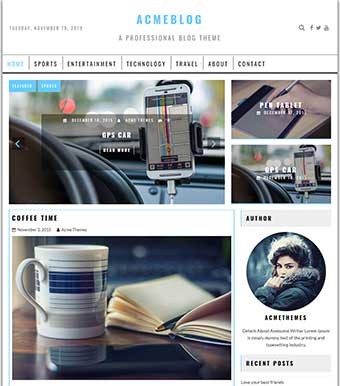 ACMEBLOG
TUESDAY, NOVEMBER 10, 2015
A PROFESSIONAL BLOG THEME
HOME SPORTS ENTERTAINMENT TECHNOLOGY TRAVEL ABOUT CONTACT
FEATURED SPORTS
DECEMBER 10, 2015 ACME THEMES
GPS CAR
READ MORE
PEN TABLET
DECEMBER 10, 2015
GPS CAR
DECEMBER 10, 2015
COFFEE TIME
November 3, 2015 Acme Themes
AUTHOR
ACMETHEMES
Details About Awesome Writer Lorem Ipsum
is simply dummy text of the printing and
typesetting industry.
RECENT POSTS
Love your best friends